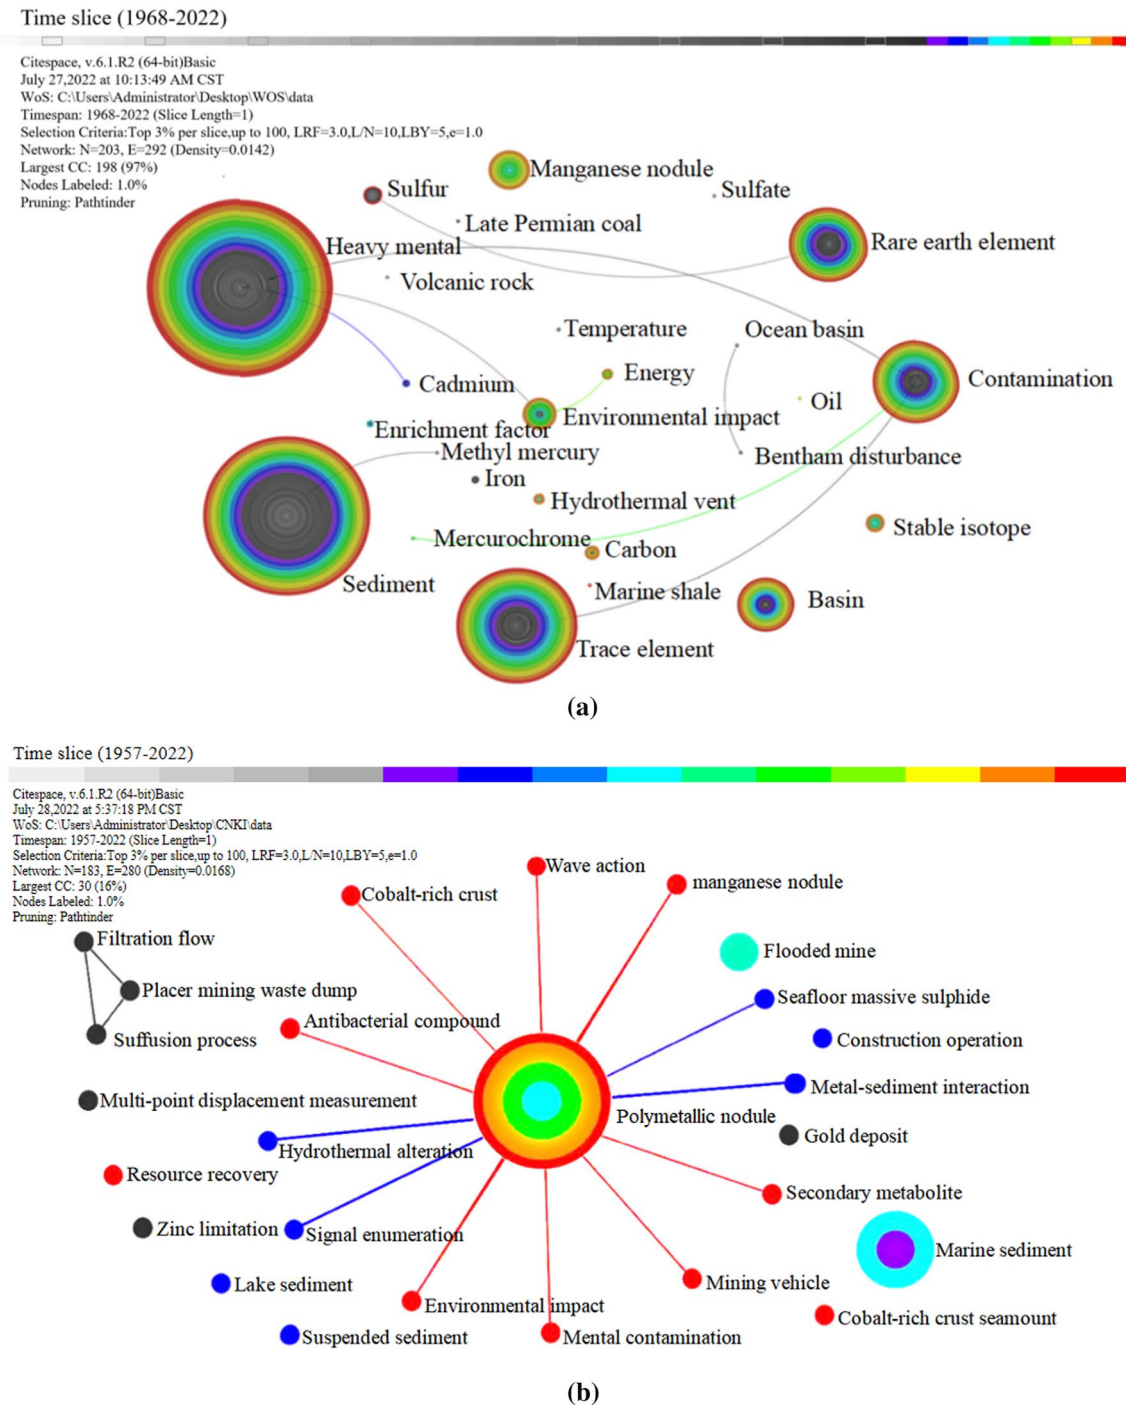 Time slice (1968-2022)
Citespace, v.6.1.R2 (64-bit)Basic
July 27,2022 at 10:13:49 AM CST
WoS: C:\Users\Administrator\Desktop\WOS\data
Timespan: 1968-2022 (Slice Length=1)
Selection Criteria:Top 3% per slice,up to 100, LRF=3.0,L/N=10,LBY=5,e=1.0
Network: N=203, E=292 (Density=0.0142)
Largest CC: 198 (97%)
Nodes Labeled: 1.0%
Pruning: Pathtinder
Manganese nodule
Sulfur
Sulfate
Late Permian coal
Heavy mental
Rare earth element
Volcanic rock
Temperature
Ocean basin
Energy
Cadmium
Contamination
Oil
Environmental impact
Enrichment factor
Methyl mercury
Bentham disturbance
Iron
Hydrothermal vent
Stable isotope
Mercurochrome
Carbon
Sediment
Marine shale
Basin
Trace element
(a)
Time slice (1957-2022)
Citespace, v.6.1.R2 (64-bit)Basic
July 28,2022 at 5:37:18 PM CST
WoS: C:\Users\Administrator\Desktop\CNKI\data
Timespan: 1957-2022 (Slice Length=1)
Selection Criteria:Top 3% per slice,up to 100, LRF=3.0,L/N=10,LBY=5,e=1.0
Network: N=183, E=280 (Density=0.0168)
Largest CC: 30 (16%)
Nodes Labeled: 1.0%
Pruning: Pathtinder
Wave action
Cobalt-rich crust
manganese nodule
Filtration flow
Flooded mine
Placer mining waste dump
Seafloor massive sulphide
Antibacterial compound
Suffusion process
Construction operation
Metal-sediment interaction
Multi-point displacement measurement
Polymetallic nodule
Gold deposit
Hydrothermal alteration
Resource recovery
Secondary metabolite
Zinc limitation
Signal enumeration
Marine sediment
Lake sediment
Mining vehicle
Environmental impact
Cobalt-rich crust seamount
Suspended sediment
Mental contamination
(b)